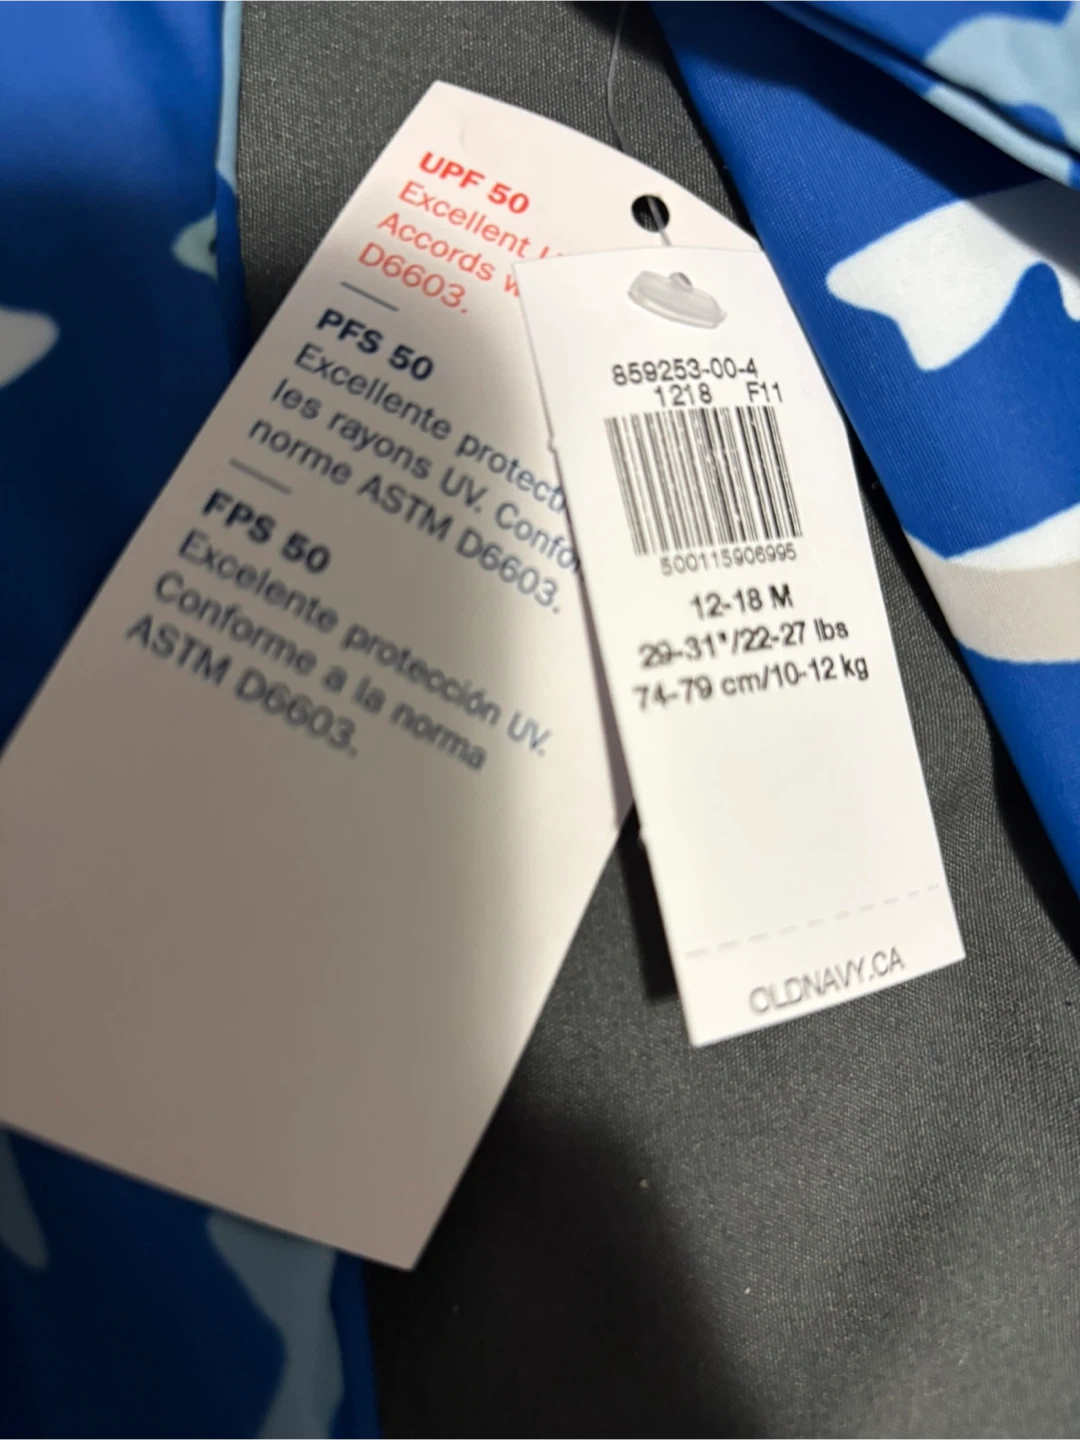 UPF 50
Excellent
Accords
D6603.
PFS 50
Excellente
les rayons UV.
norme ASTM D6603.
FPS 50
Excelente protección UV.
Conforme a la norma
ASTM D6603.
859253-00-4
1218 F11
500115906995
12-18 M
29-31"/22-27 lbs
74-79 cm/10-12 kg
OLDNAVY.CA